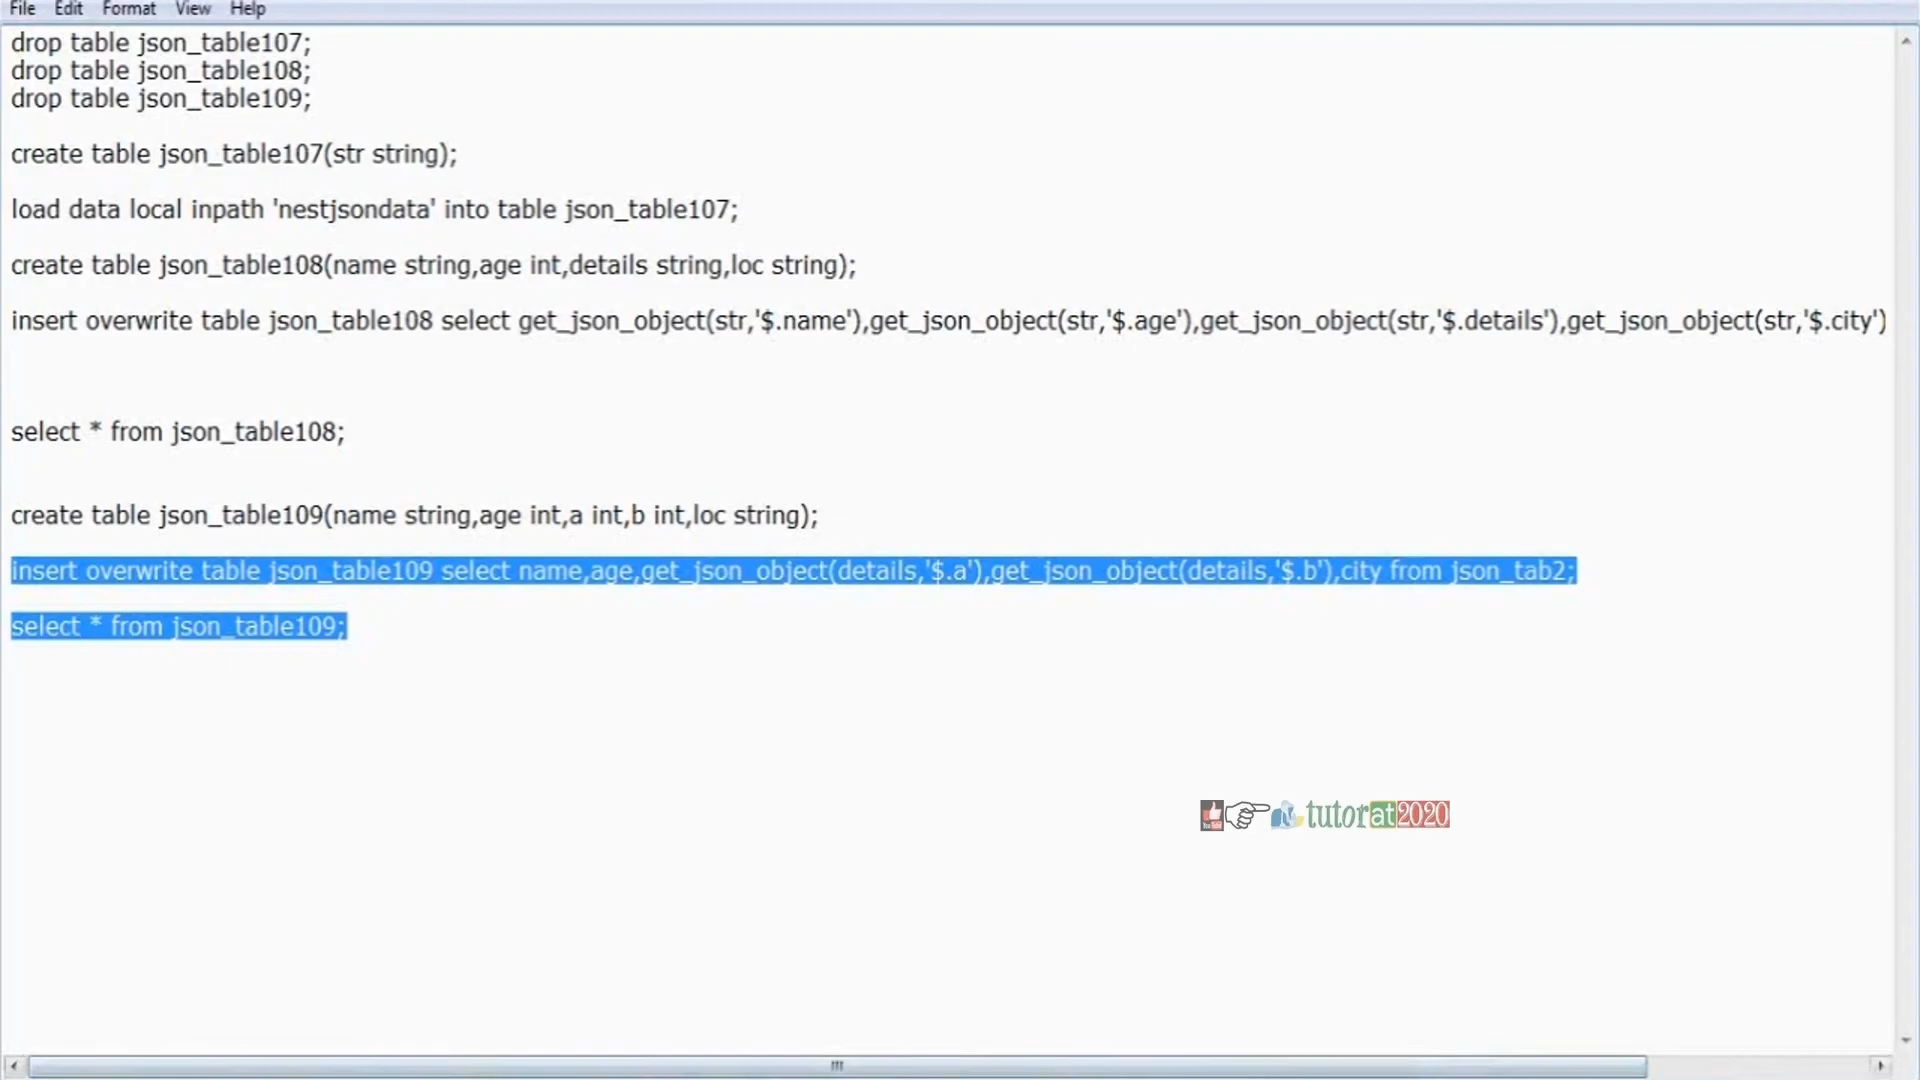 File Edit Format View Help
drop table json_table107;
drop table json_table108;
drop table json_table109;
create table json_table107(str string);
load data local inpath 'nestjsondata' into table json_table107;
create table json_table108(name string,age int,details string,loc string);
insert overwrite table json_table108 select get_json_object(str,'$.name'),get_json_object(str,'$.age'),get_json_object(str,'$.details'),get_json_object(str,'$.city')
select * from json_table108;
create table json_table109(name string,age int,a int,b int,loc string);
insert overwrite table json_table109 select name,age,get_json_object(details,'$.a'),get_json_object(details,'$.b'),city from json_tab2;
select * from json_table109;
tutorat2020